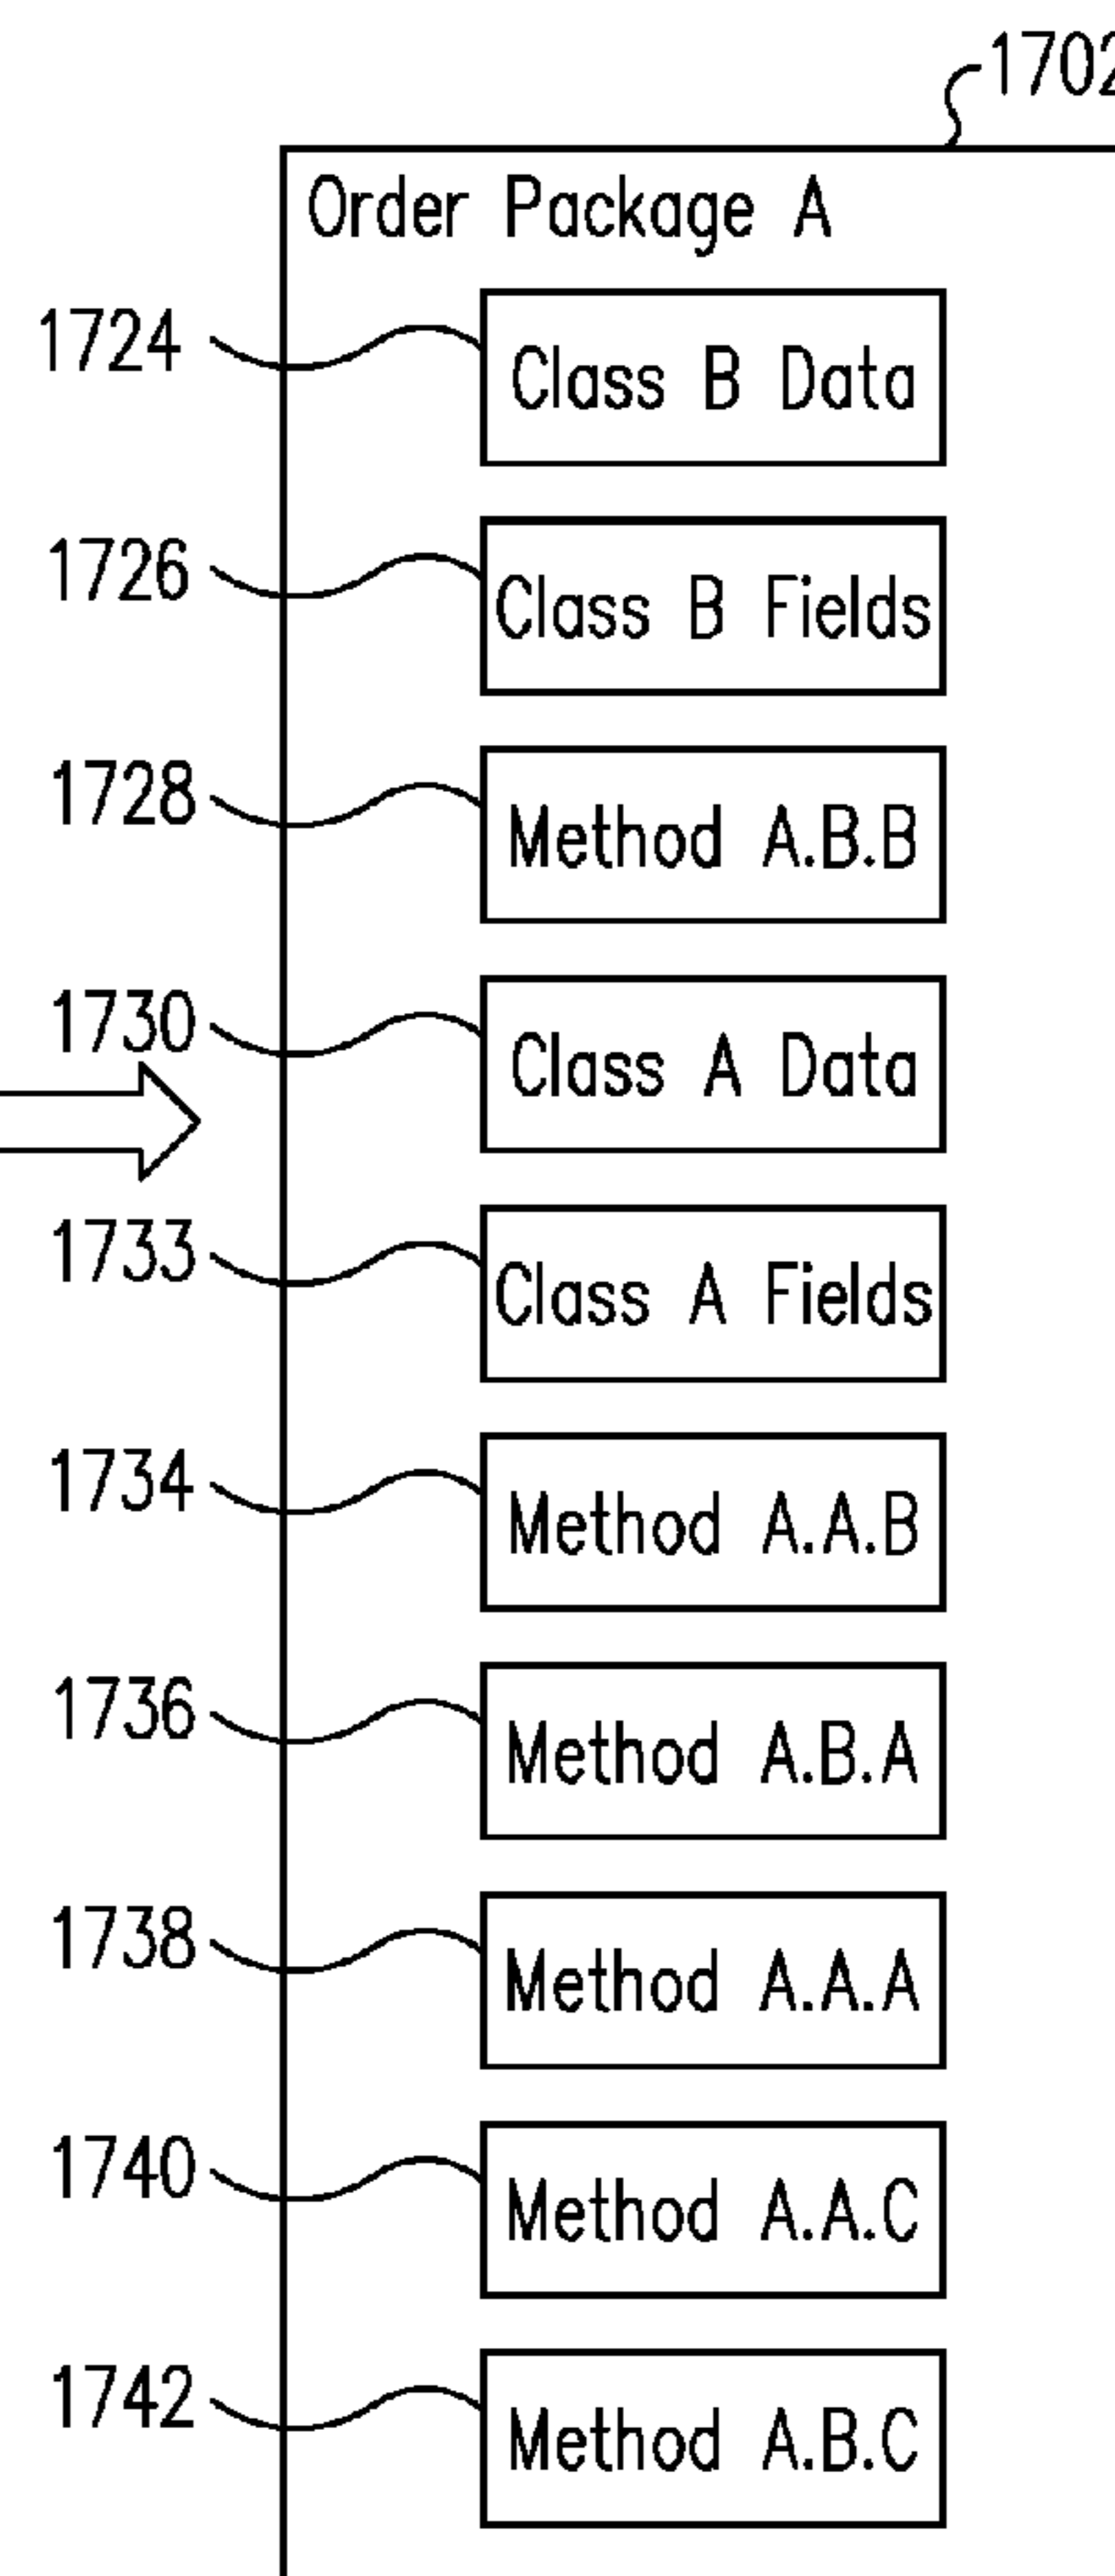 1702
Order Package A
1724
Class B Data
1726
Class B Fields
1728
Method A.B.B
1730
Class A Data
1733
Class A Fields
1734
Method A.A.B
1736
Method A.B.A
1738
Method A.A.A
1740
Method A.A.C
1742
Method A.B.C